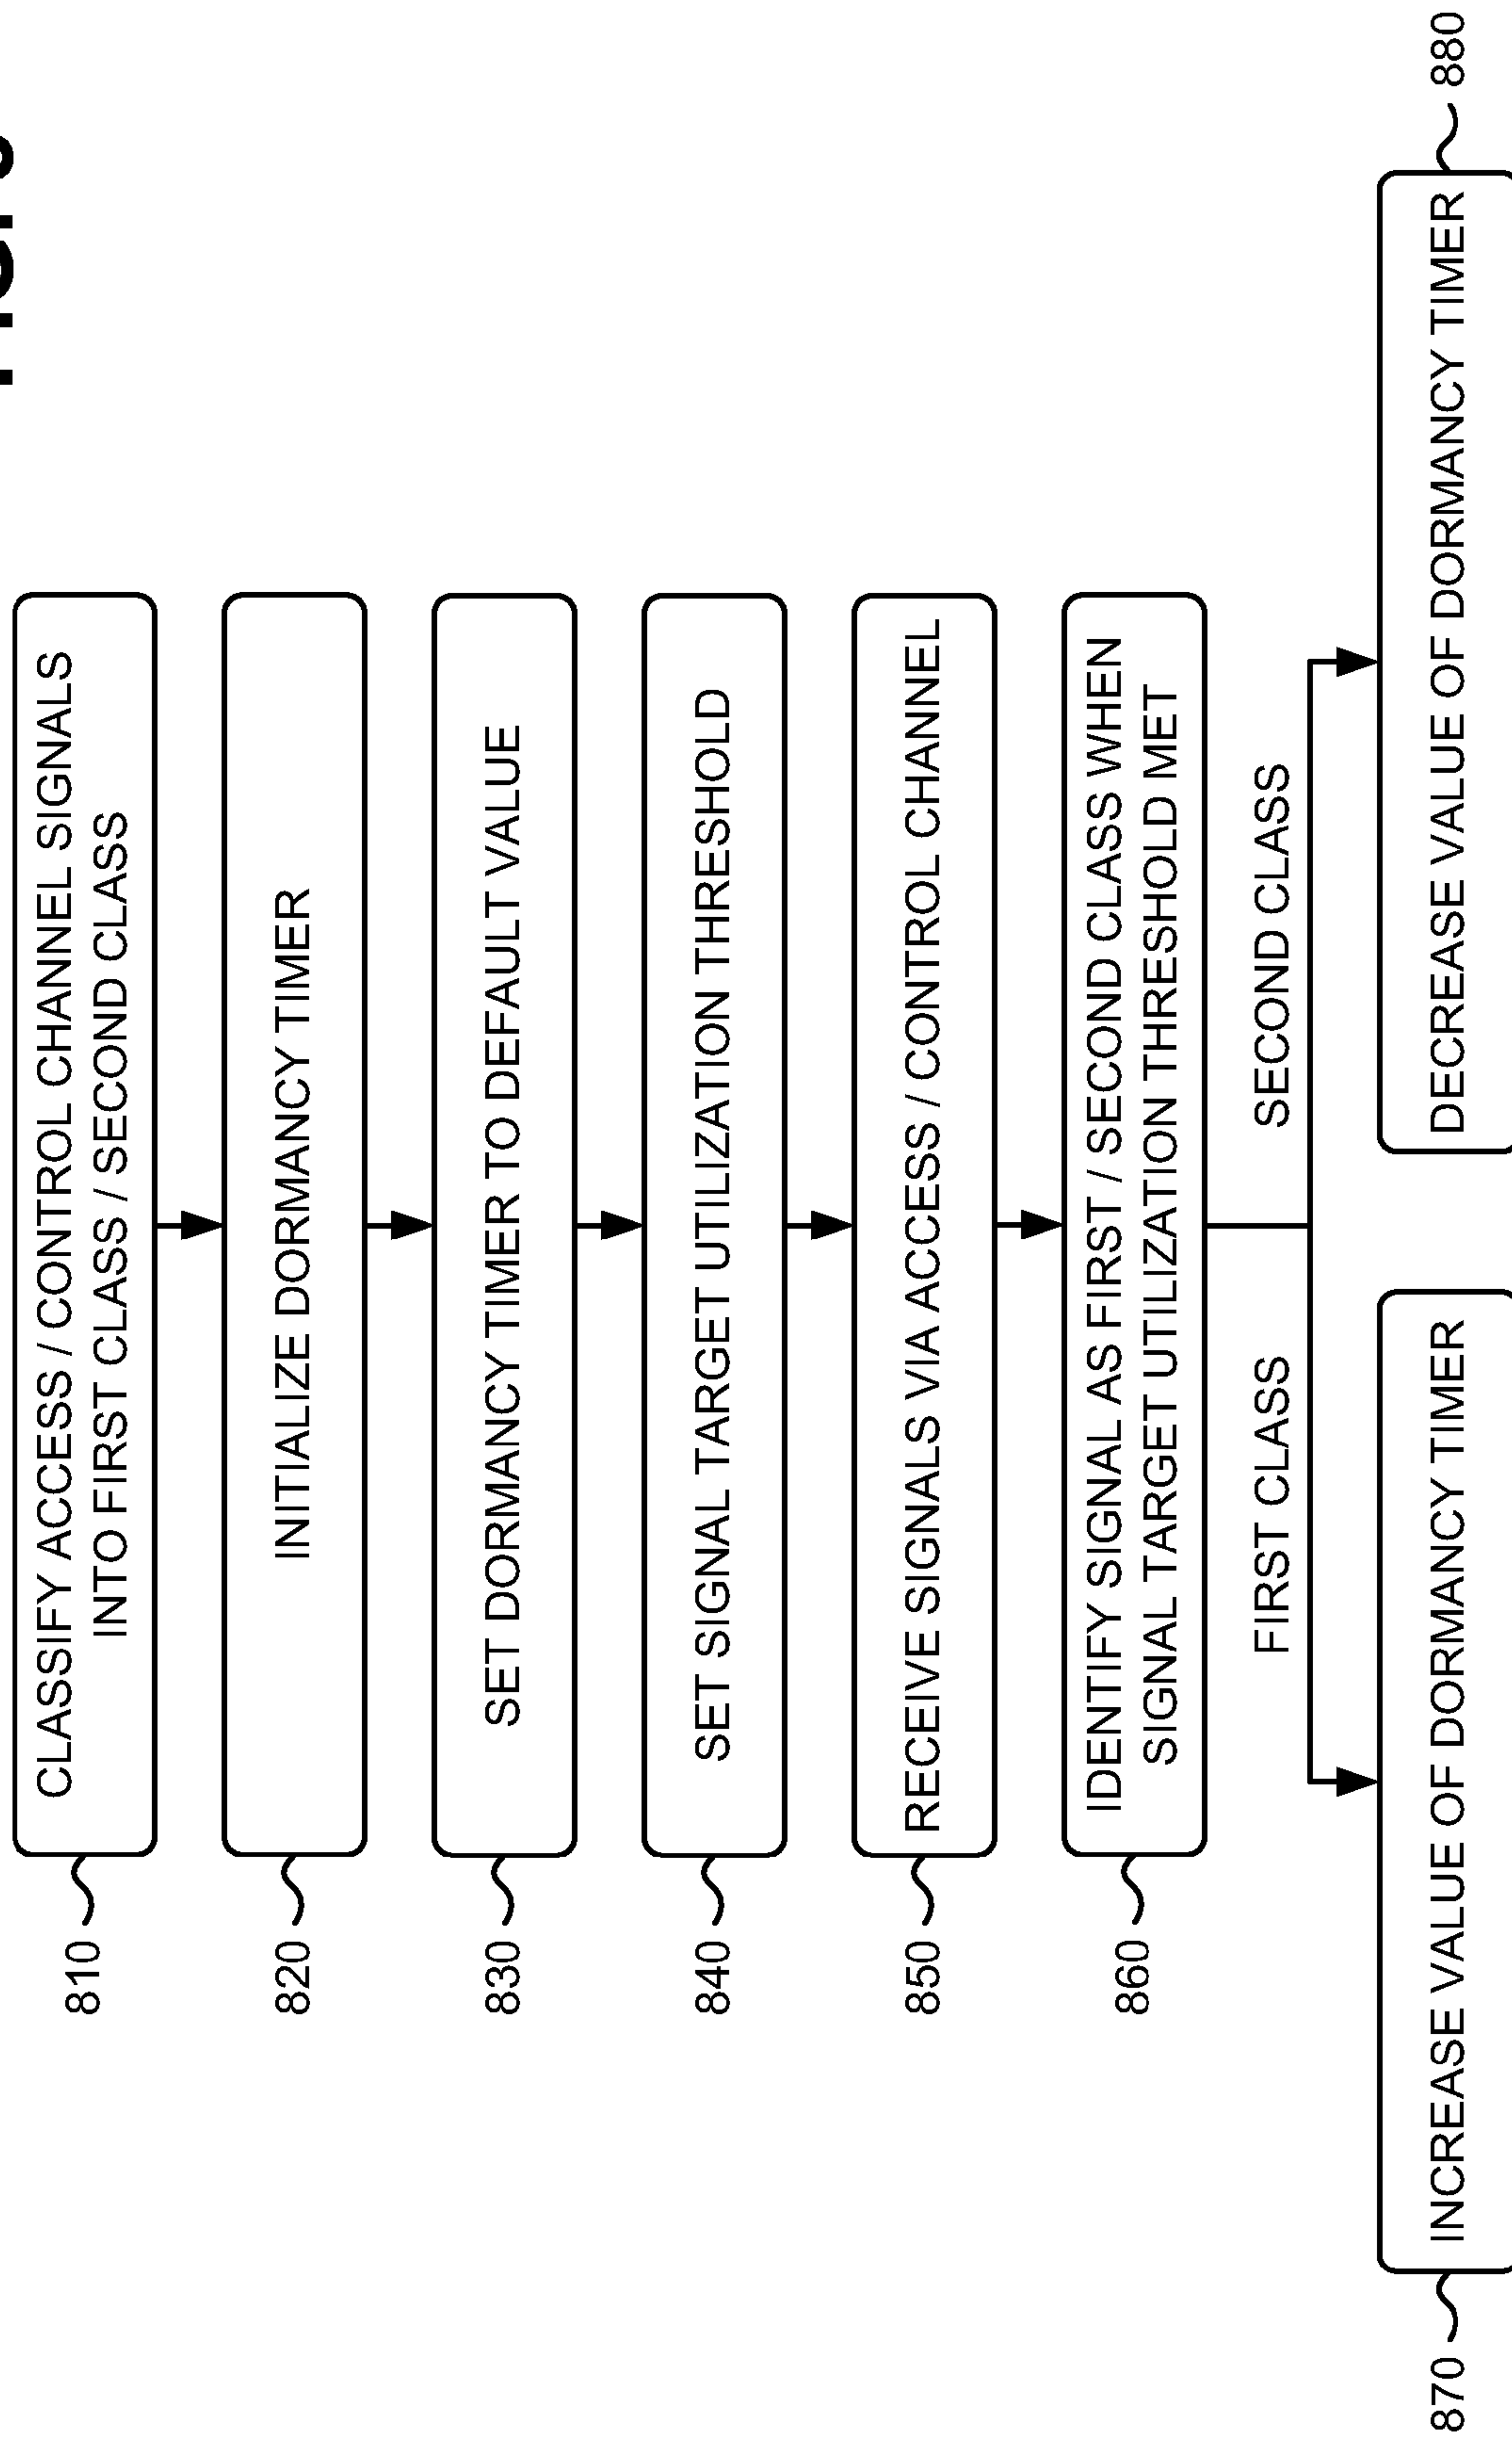 810
CLASSIFY ACCESS / CONTROL CHANNEL SIGNALS
INTO FIRST CLASS / SECOND CLASS
820
INITIALIZE DORMANCY TIMER
830
SET DORMANCY TIMER TO DEFAULT VALUE
840
SET SIGNAL TARGET UTILIZATION THRESHOLD
850
RECEIVE SIGNALS VIA ACCESS / CONTROL CHANNEL
860
IDENTIFY SIGNAL AS FIRST / SECOND CLASS WHEN
SIGNAL TARGET UTILIZATION THRESHOLD MET
FIRST CLASS
SECOND CLASS
870
INCREASE VALUE OF DORMANCY TIMER
DECREASE VALUE OF DORMANCY TIMER
880